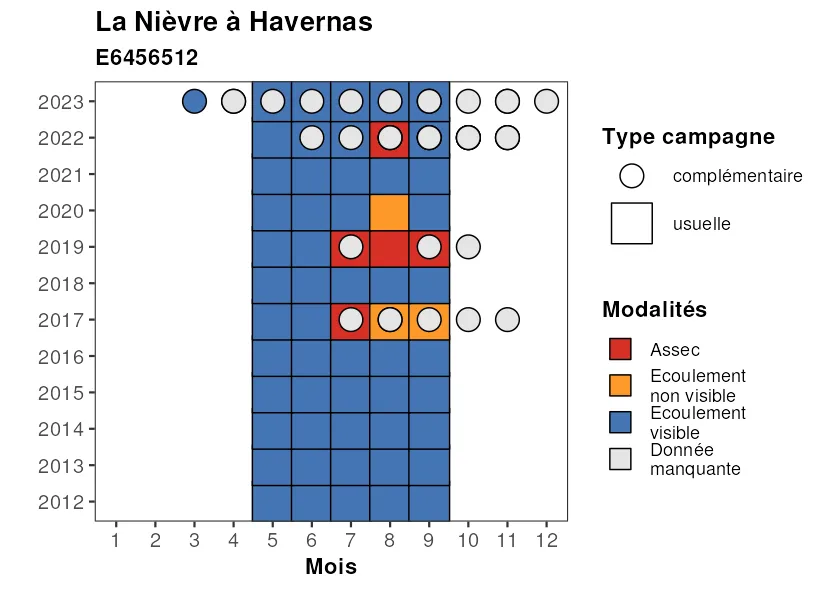 La Nièvre à Havernas
E6456512
2023
2022
2021
2020
2019
2018
2017
2016
2015
2014
2013
2012
1 2 3 4 5 6 7 8 9 10 11 12
Mois
Type campagne
complémentaire
usuelle
Modalités
Assec
Ecoulement
non visible
Ecoulement
visible
Donnée
manquante